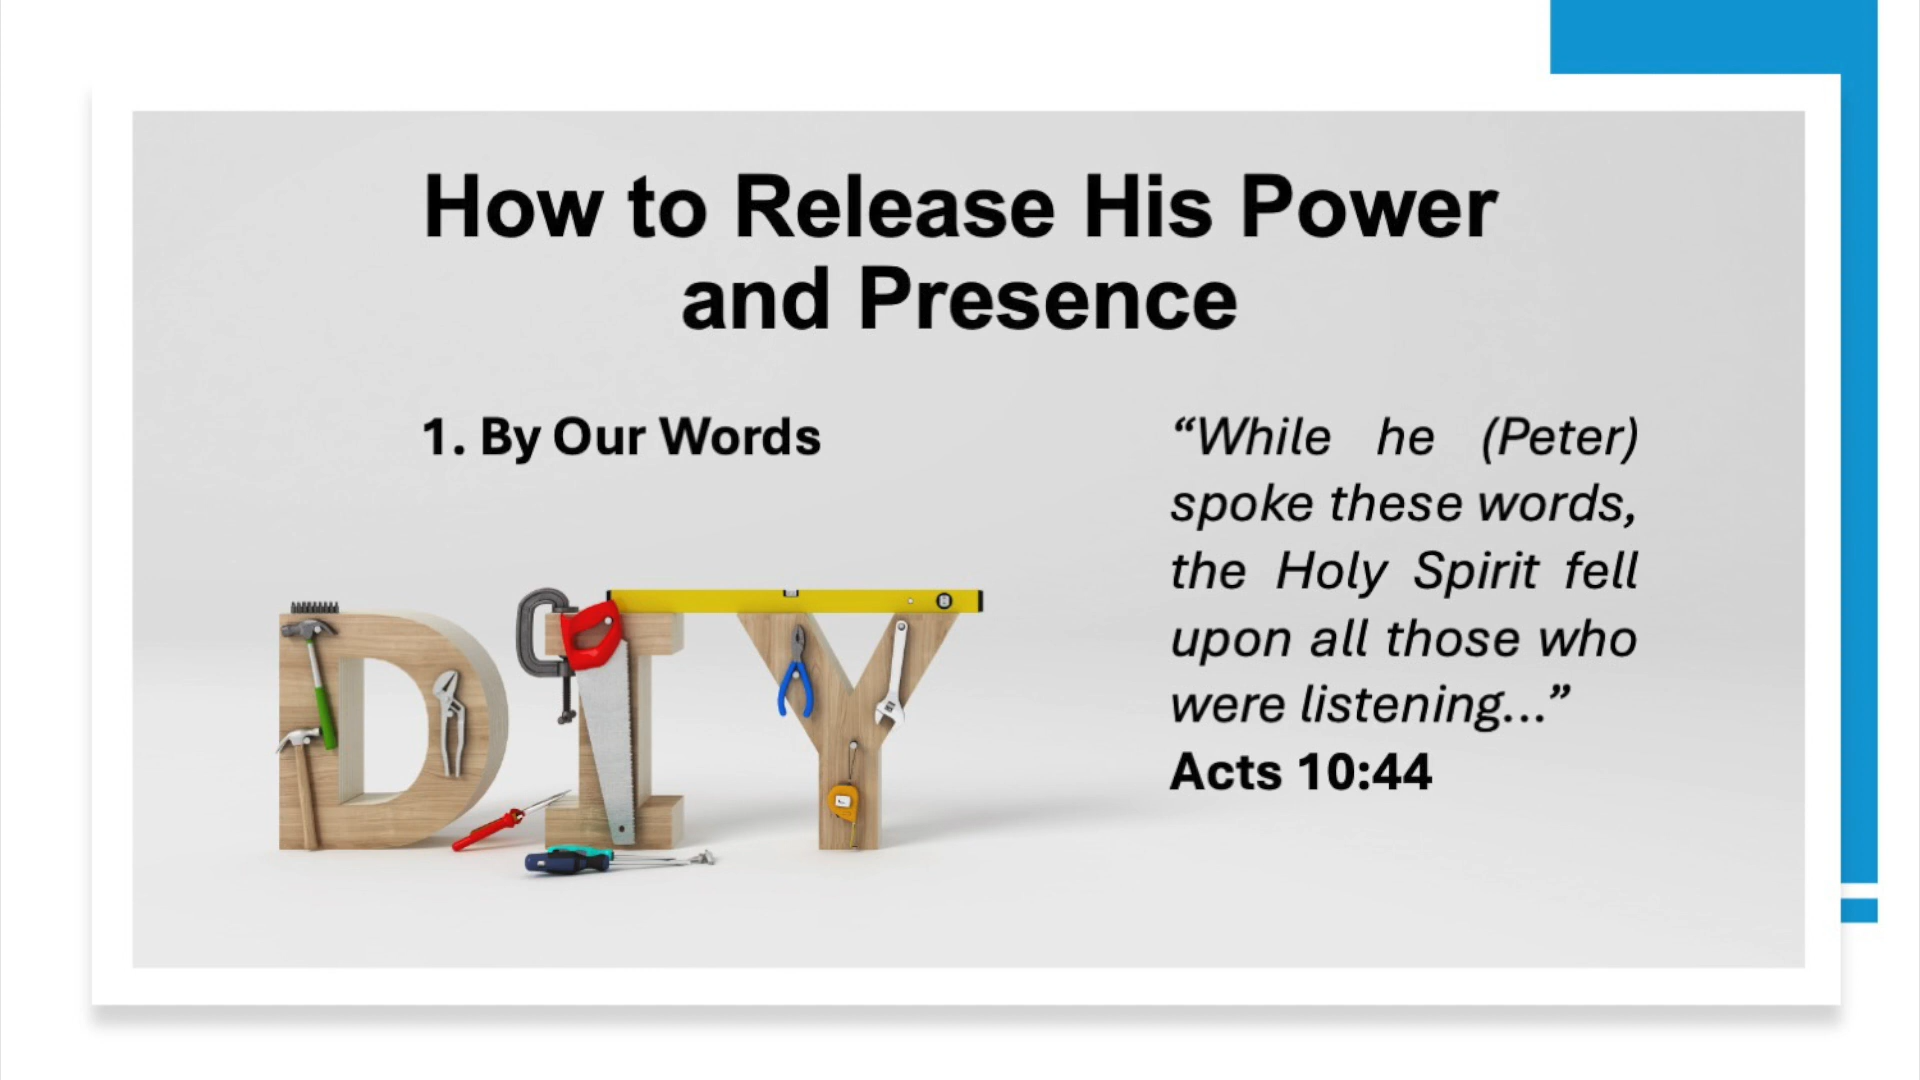 How to Release His Power
and Presence
1. By Our Words
“While he (Peter)
spoke these words,
the Holy Spirit fell
upon all those who
were listening...”
Acts 10:44
DIY